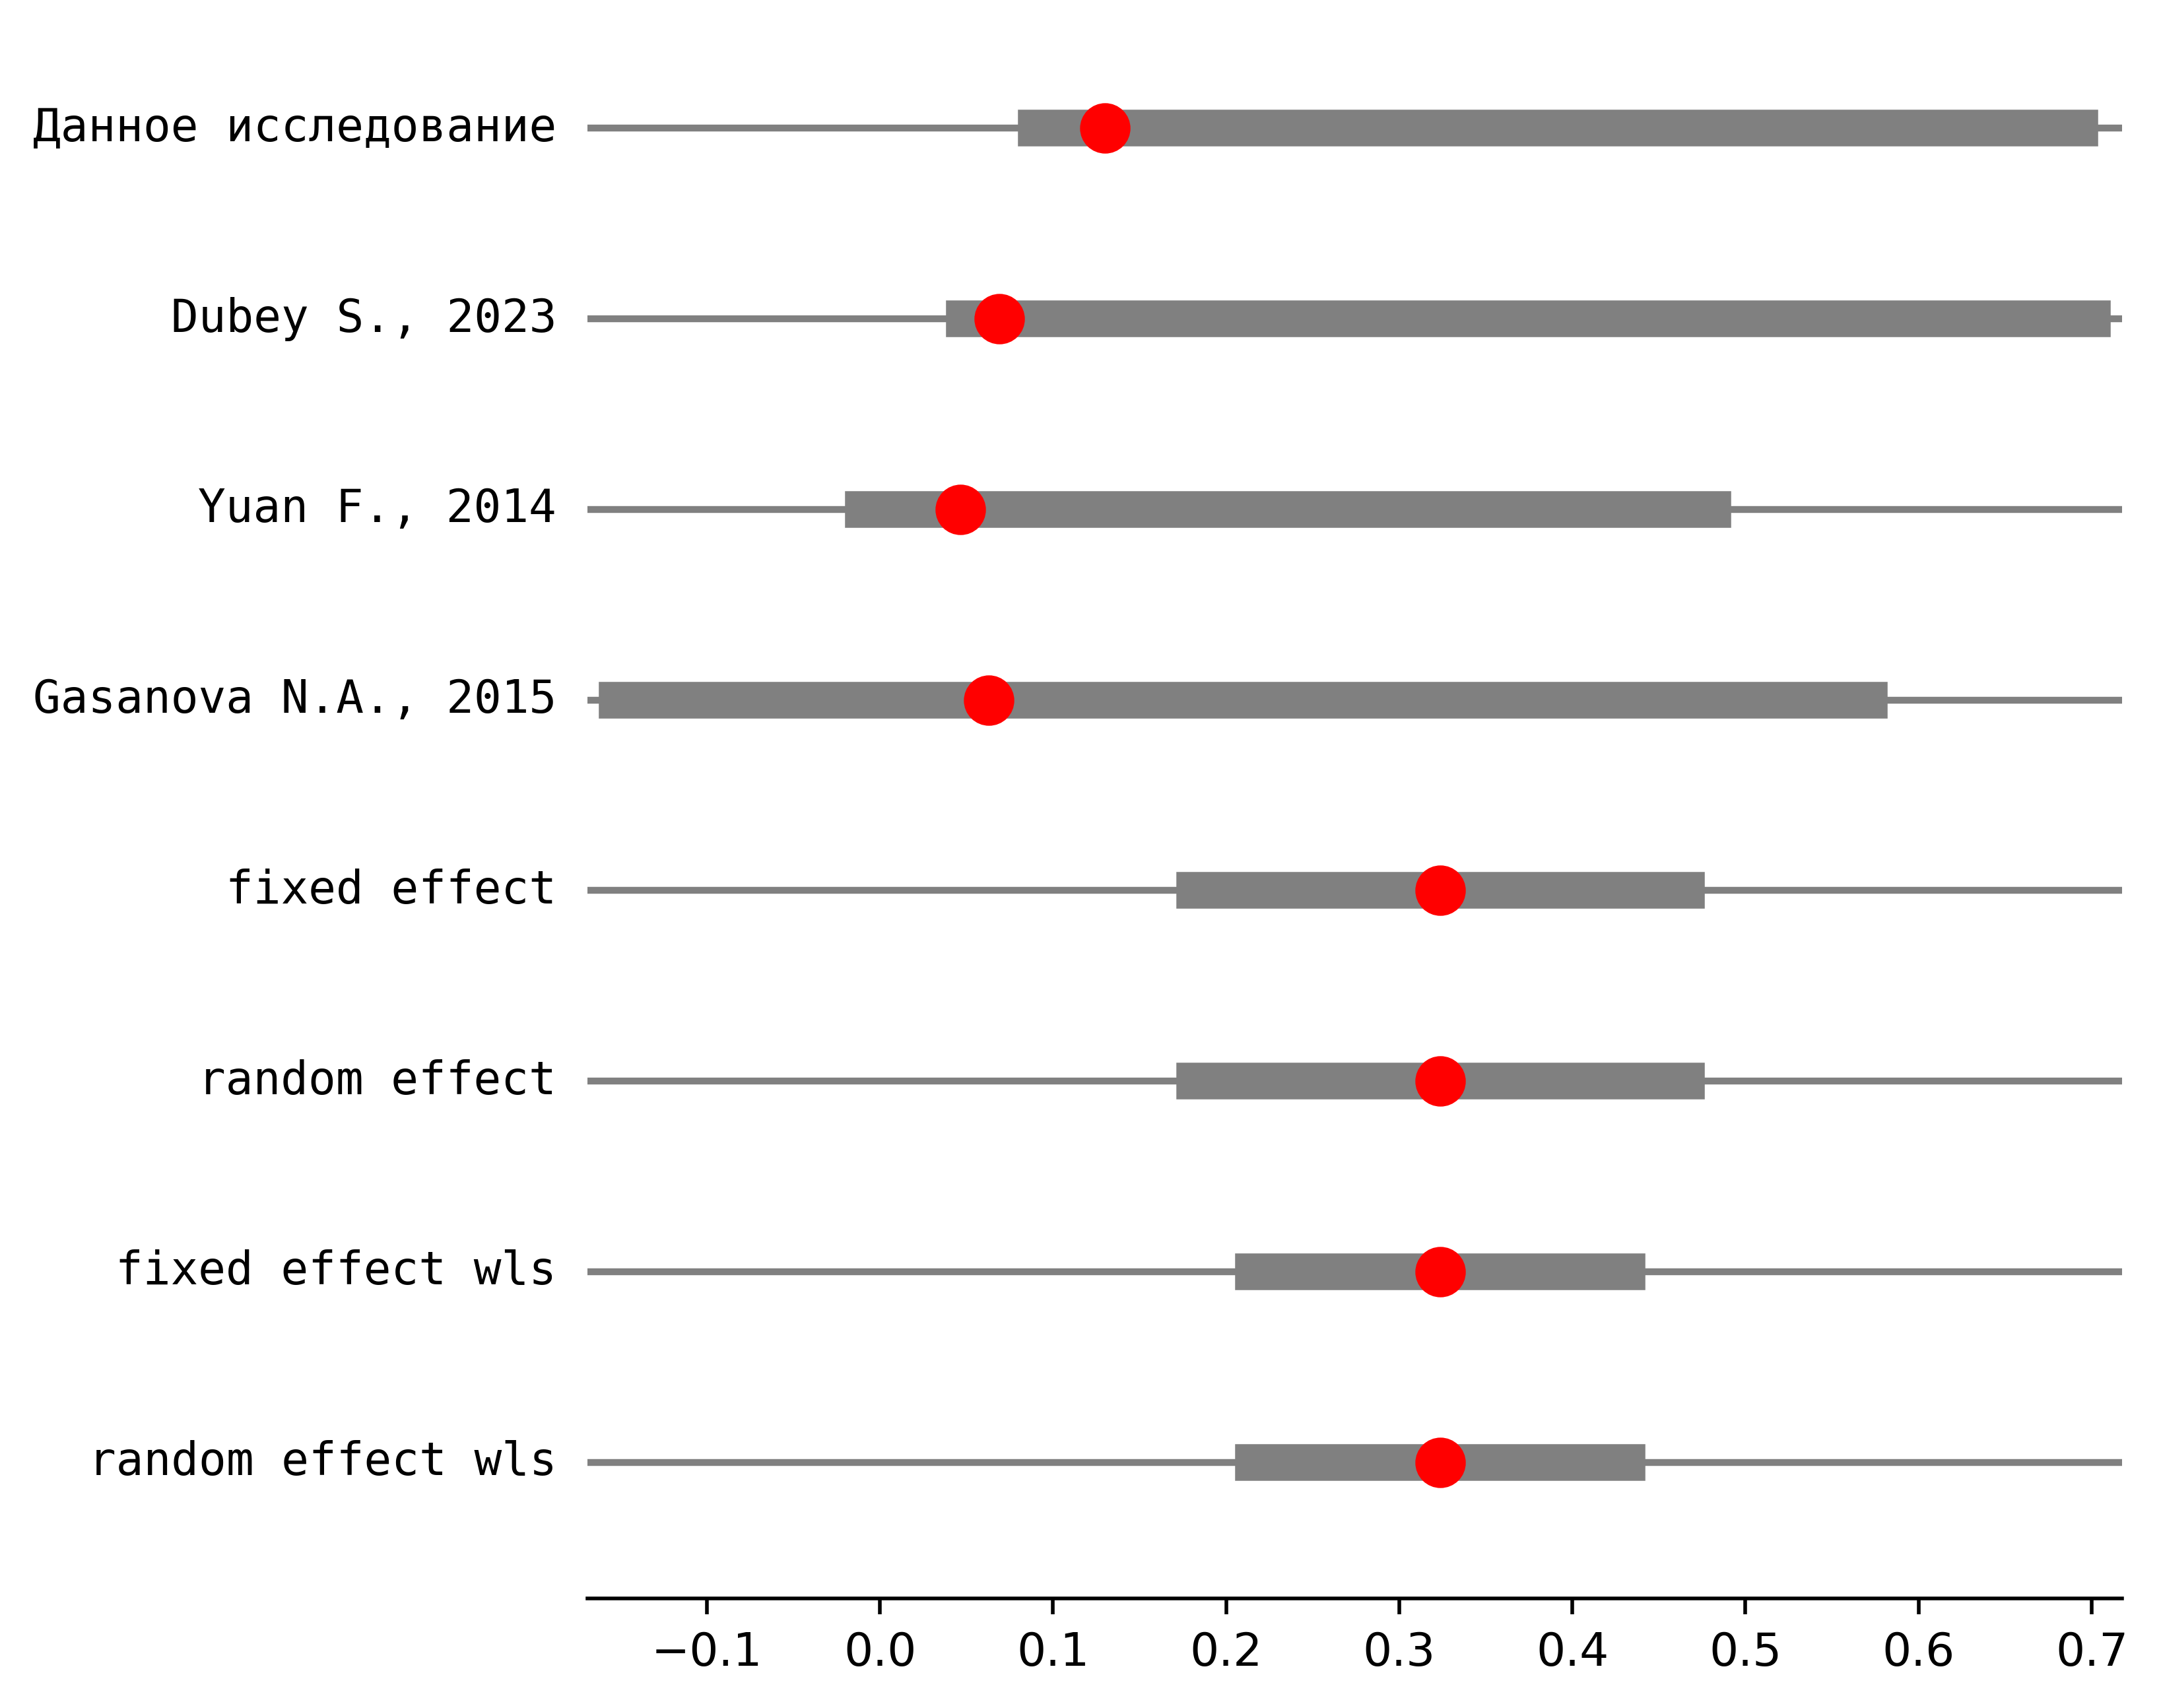 Данное исследование
Dubey S., 2023
Yuan F., 2014
Gasanova N.A., 2015
fixed effect
random effect
fixed effect wls
random effect wls
−0.1 0.0 0.1 0.2 0.3 0.4 0.5 0.6 0.7